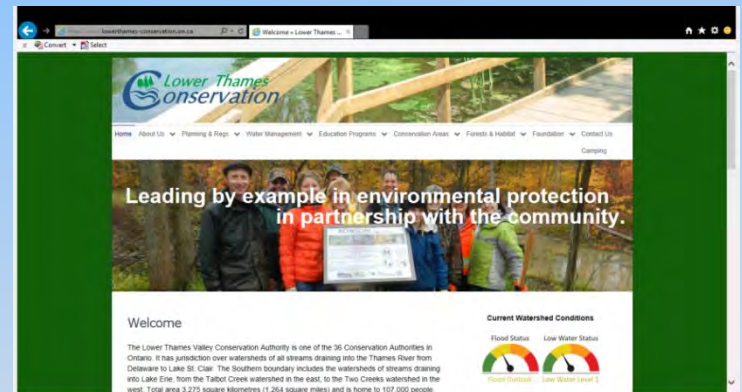 lowerthames-conservation.on.ca
Welcome » Lower Thames ...
Convert Select
Lower Thames
Conservation
Home About Us Planning & Regs Water Management Education Programs Conservation Areas Forests & Habitat Foundation Contact Us
Camping
Leading by example in environmental protection
in partnership with the community.
Welcome
The Lower Thames Valley Conservation Authority is one of the 36 Conservation Authorities in
Ontario. It has jurisdiction over watersheds of all streams draining into the Thames River from
Delaware to Lake St. Clair. The Southern boundary includes the watersheds of streams draining
into Lake Erie, from the Talbot Creek watershed in the east, to the Two Creeks watershed in the
west. Total area 3,275 square kilometres (1,264 square miles) and is home to 107,000 people.
Current Watershed Conditions
Flood Status Low Water Status
Flood Outlook ... Low Water Level 1